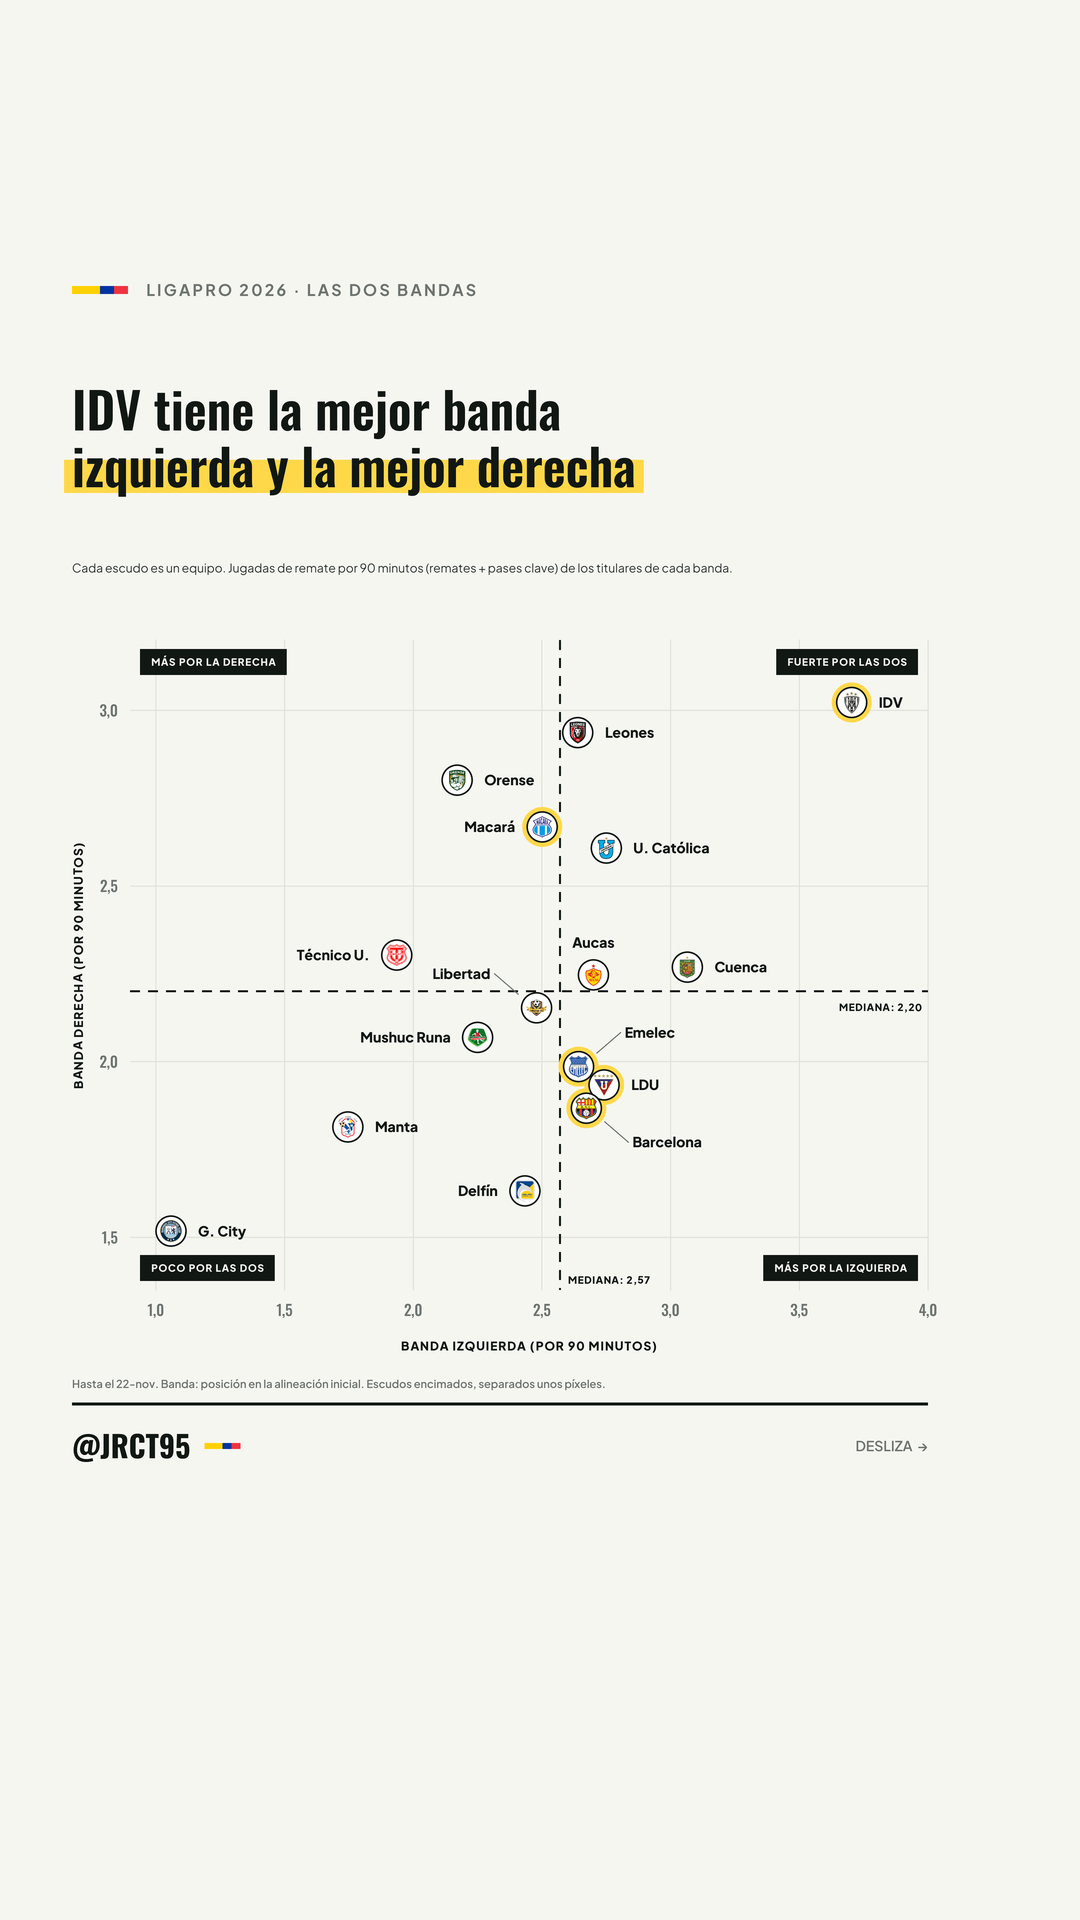 LIGAPRO 2026 · LAS DOS BANDAS
IDV tiene la mejor banda
izquierda y la mejor derecha
Cada escudo es un equipo. Jugadas de remate por 90 minutos (remates + pases clave) de los titulares de cada banda.
MÁS POR LA DERECHA
FUERTE POR LAS DOS
IDV
3,0
Leones
Orense
Macará
U. Católica
2,5
BANDA DERECHA (POR 90 MINUTOS)
Aucas
Técnico U.
Cuenca
Libertad
MEDIANA: 2,20
Emelec
Mushuc Runa
2,0
LDU
Manta
Barcelona
Delfín
G. City
1,5
POCO POR LAS DOS
MÁS POR LA IZQUIERDA
MEDIANA: 2,57
1,0 1,5 2,0 2,5 3,0 3,5 4,0
BANDA IZQUIERDA (POR 90 MINUTOS)
Hasta el 22-nov. Banda: posición en la alineación inicial. Escudos encimados, separados unos píxeles.
@JRCT95
DESLIZA →